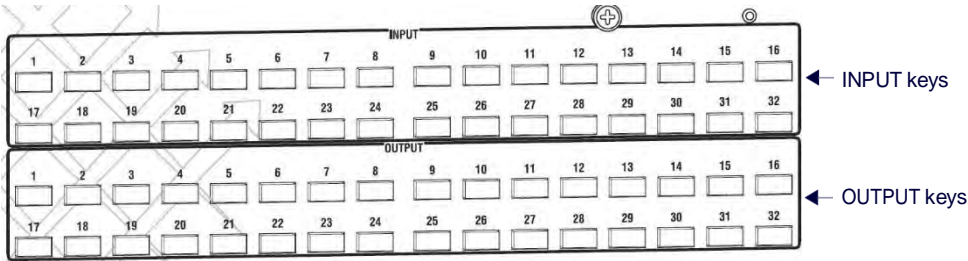 INPUT
1 2 3 4 5 6 7 8 9 10 11 12 13 14 15 16
INPUT keys
17 18 19 20 21 22 23 24 25 26 27 28 29 30 31 32
OUTPUT
1 2 3 4 5 6 7 8 9 10 11 12 13 14 15 16
OUTPUT keys
17 18 19 20 21 22 23 24 25 26 27 28 29 30 31 32